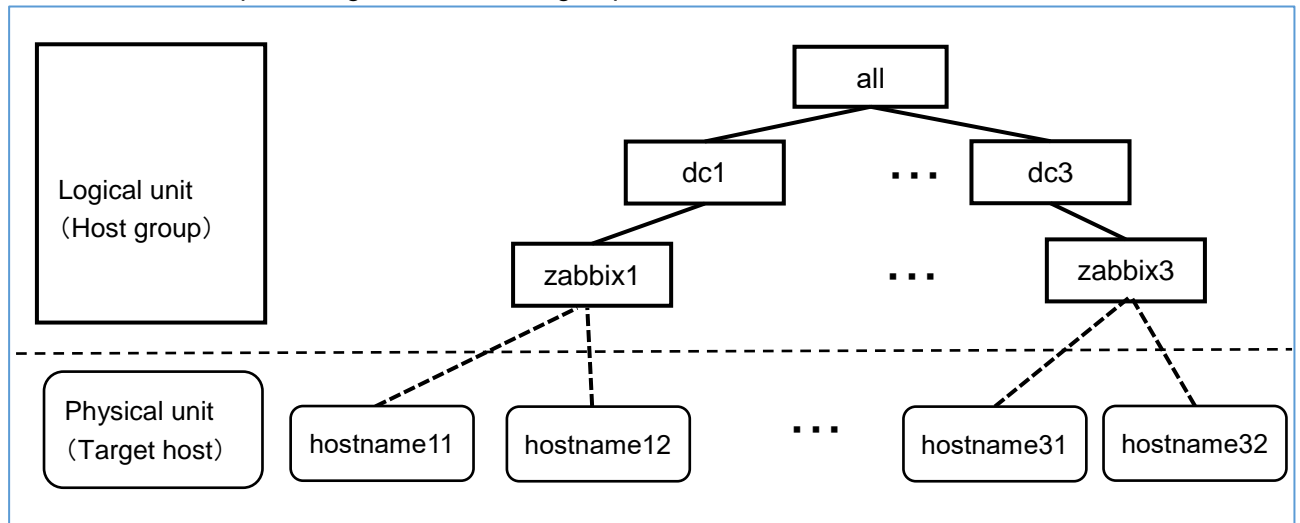 all
dc1 ... dc3
Logical unit
（Host group）
zabbix1 ... zabbix3
Physical unit
（Target host）
hostname11 hostname12 ... hostname31 hostname32